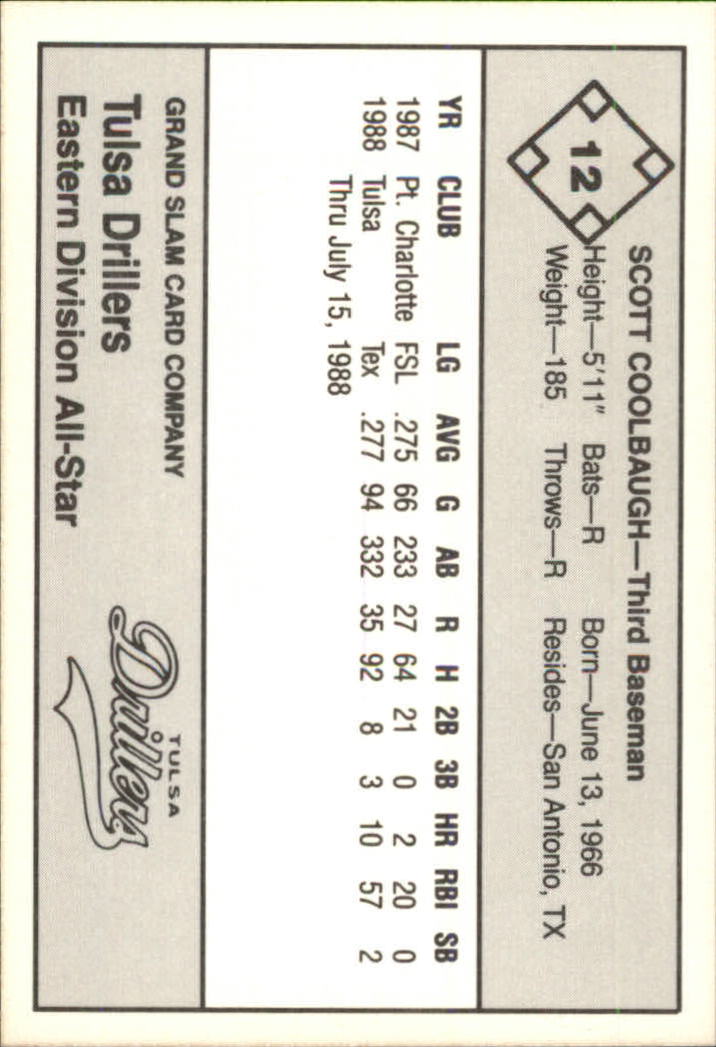 12
SCOTT COOLBAUGH—Third Baseman
Height—5'11" Bats—R Born—June 13, 1966
Weight—185 Throws—R Resides—San Antonio, TX
YR CLUB LG AVG G AB R H 2B 3B HR RBI SB
1987 Pt. Charlotte FSL .275 66 233 27 64 21 0 2 20 0
1988 Tulsa Tex .277 94 332 35 92 8 3 10 57 2
Thru July 15, 1988
GRAND SLAM CARD COMPANY
Tulsa Drillers
Eastern Division All-Star
TULSA
Drillers